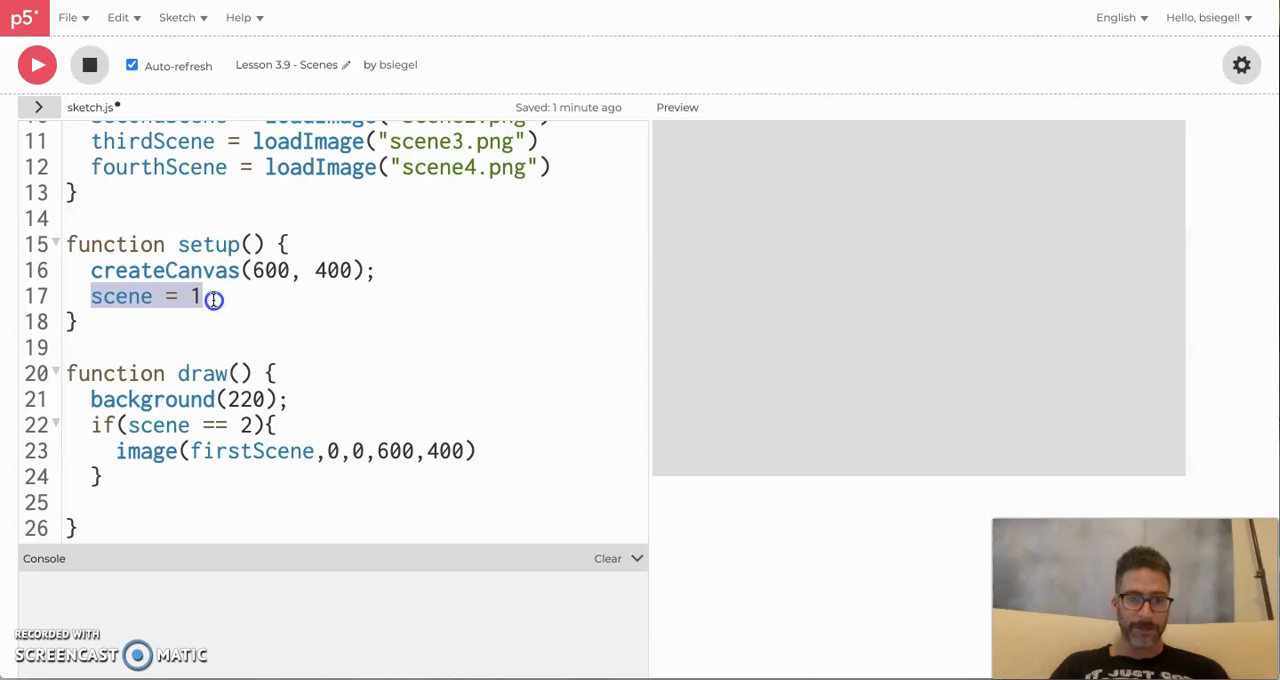 p5*
File
Edit
Sketch
Help
English
Hello, bsiegel!
Auto-refresh
Lesson 3.9 - Scenes
by bsiegel
sketch.js
Saved: 1 minute ago
Preview
11 thirdScene = loadImage("scene3.png")
12 fourthScene = loadImage("scene4.png")
13 }
14
15 function setup() {
16 createCanvas(600, 400);
17 scene = 1
18 }
19
20 function draw() {
21 background(220);
22 if(scene == 2){
23 image(firstScene,0,0,600,400)
24 }
25
26 }
Console
Clear
RECORDED WITH
SCREENCAST MATIC